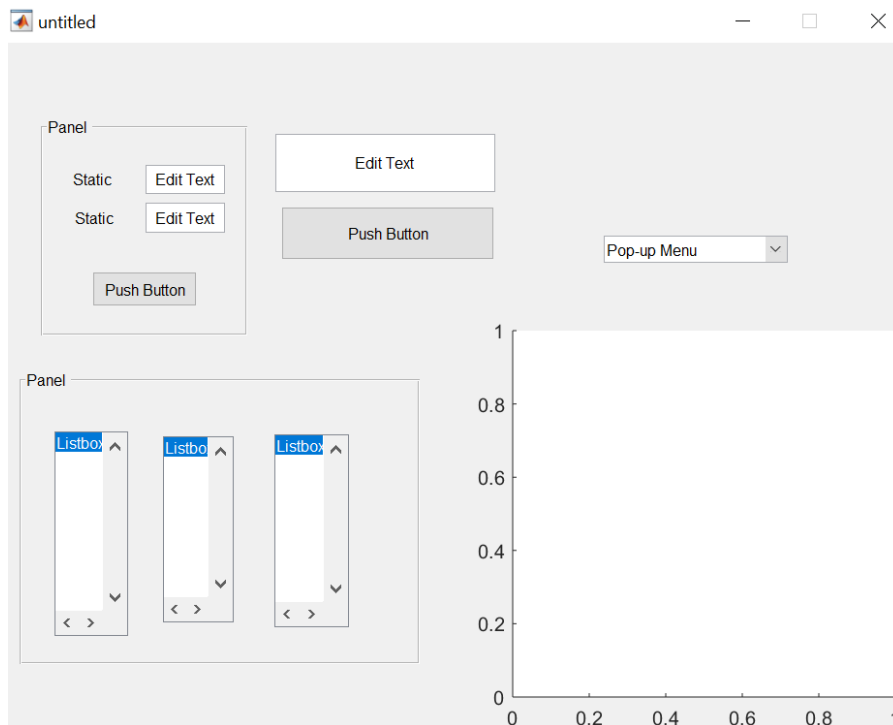 untitled
Panel
Static Edit Text
Static Edit Text
Push Button
Edit Text
Push Button
Pop-up Menu
Panel
Listbox
Listbo
Listbox
1
0.8
0.6
0.4
0.2
0
0 0.2 0.4 0.6 0.8